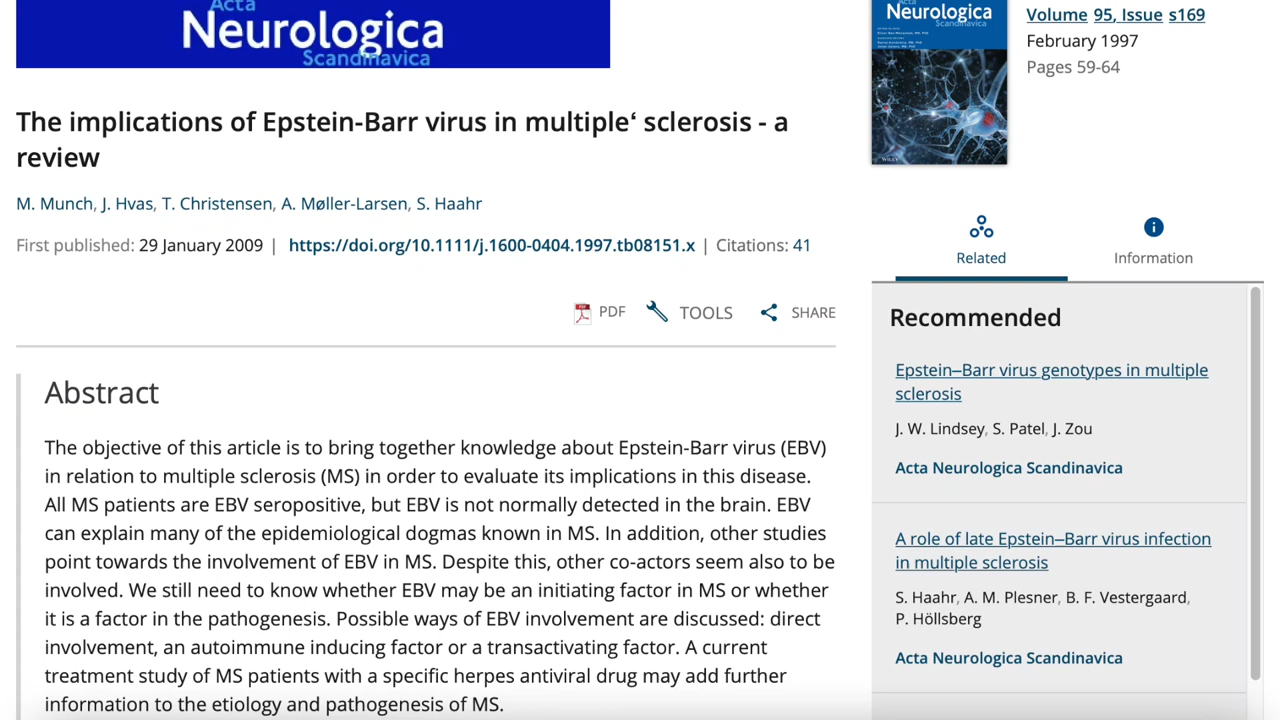 Acta
Neurologica
Scandinavica
The implications of Epstein-Barr virus in multiple‘ sclerosis - a
review
M. Munch, J. Hvas, T. Christensen, A. Møller-Larsen, S. Haahr
First published: 29 January 2009 | https://doi.org/10.1111/j.1600-0404.1997.tb08151.x | Citations: 41
PDF TOOLS SHARE
Abstract
The objective of this article is to bring together knowledge about Epstein-Barr virus (EBV)
in relation to multiple sclerosis (MS) in order to evaluate its implications in this disease.
All MS patients are EBV seropositive, but EBV is not normally detected in the brain. EBV
can explain many of the epidemiological dogmas known in MS. In addition, other studies
point towards the involvement of EBV in MS. Despite this, other co-actors seem also to be
involved. We still need to know whether EBV may be an initiating factor in MS or whether
it is a factor in the pathogenesis. Possible ways of EBV involvement are discussed: direct
involvement, an autoimmune inducing factor or a transactivating factor. A current
treatment study of MS patients with a specific herpes antiviral drug may add further
information to the etiology and pathogenesis of MS.
Acta
Neurologica
Scandinavica
WILEY
Volume 95, Issue s169
February 1997
Pages 59-64
Related
Information
Recommended
Epstein–Barr virus genotypes in multiple
sclerosis
J. W. Lindsey, S. Patel, J. Zou
Acta Neurologica Scandinavica
A role of late Epstein–Barr virus infection
in multiple sclerosis
S. Haahr, A. M. Plesner, B. F. Vestergaard,
P. Höllsberg
Acta Neurologica Scandinavica